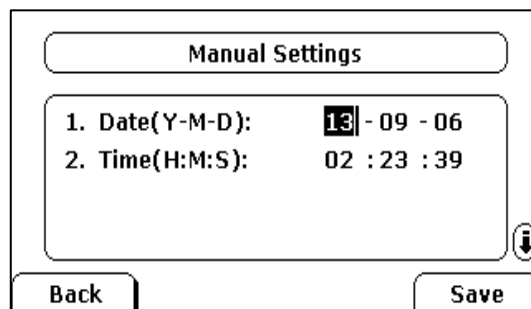 Manual Settings
1. Date(Y-M-D): 13 - 09 - 06
2. Time(H:M:S): 02 : 23 : 39
Back Save